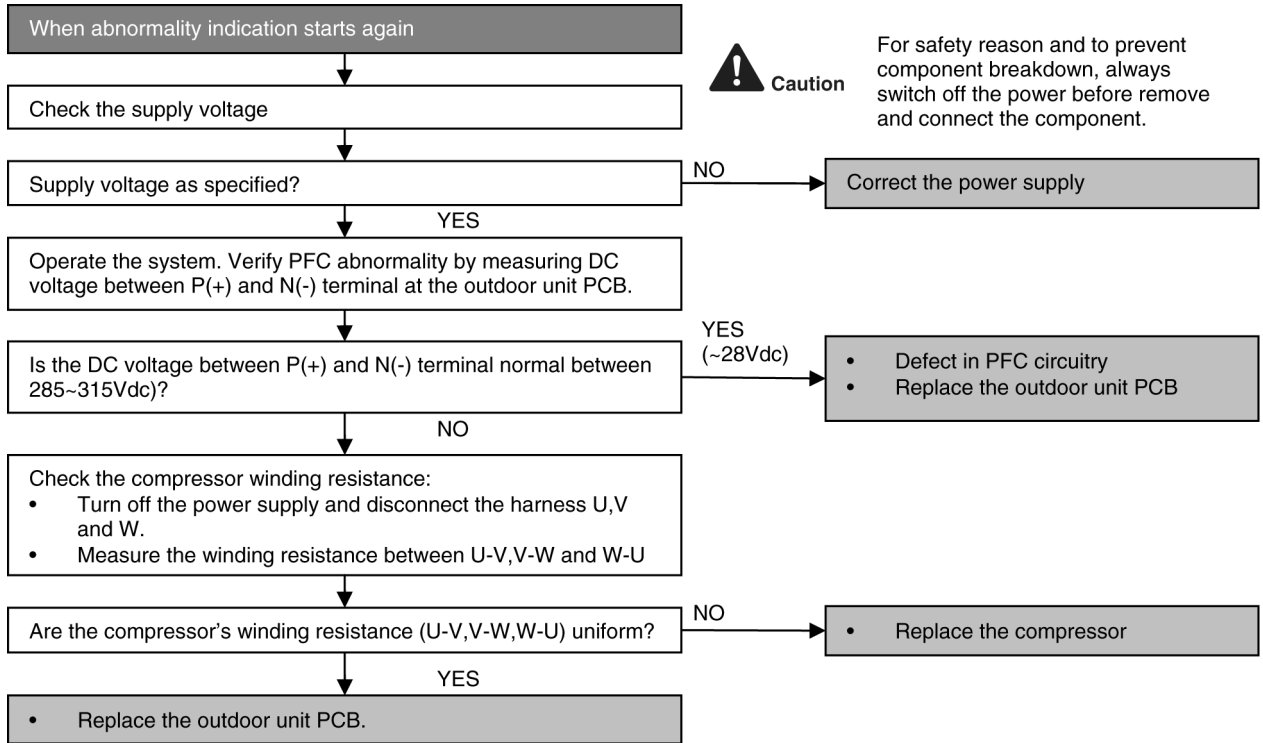 When abnormality indication starts again
Caution
For safety reason and to prevent
component breakdown, always
switch off the power before remove
and connect the component.
Check the supply voltage
Supply voltage as specified?
NO
Correct the power supply
YES
Operate the system. Verify PFC abnormality by measuring DC
voltage between P(+) and N(-) terminal at the outdoor unit PCB.
Is the DC voltage between P(+) and N(-) terminal normal between
285~315Vdc)?
YES
(~28Vdc)
• Defect in PFC circuitry
• Replace the outdoor unit PCB
NO
Check the compressor winding resistance:
• Turn off the power supply and disconnect the harness U,V
and W.
• Measure the winding resistance between U-V,V-W and W-U
Are the compressor's winding resistance (U-V,V-W,W-U) uniform?
NO
• Replace the compressor
YES
• Replace the outdoor unit PCB.